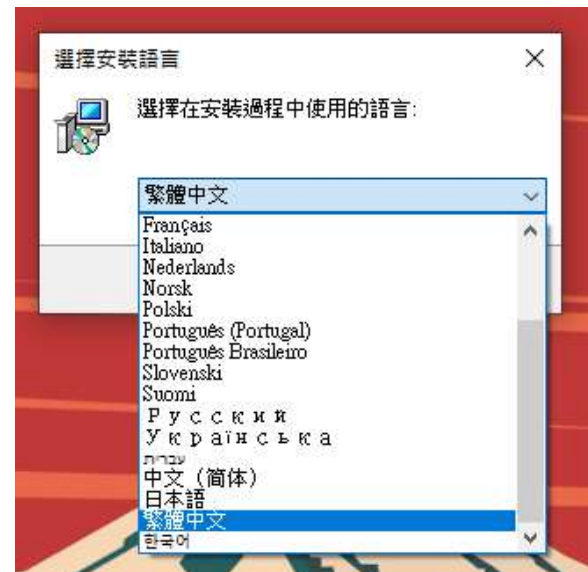 選擇安裝語言
選擇在安裝過程中使用的語言:
繁體中文
Français
Italiano
Nederlands
Norsk
Polski
Português (Portugal)
Português Brasileiro
Slovenski
Suomi
Русский
Українська
עברית
中文（简体）
日本語
繁體中文
한국어